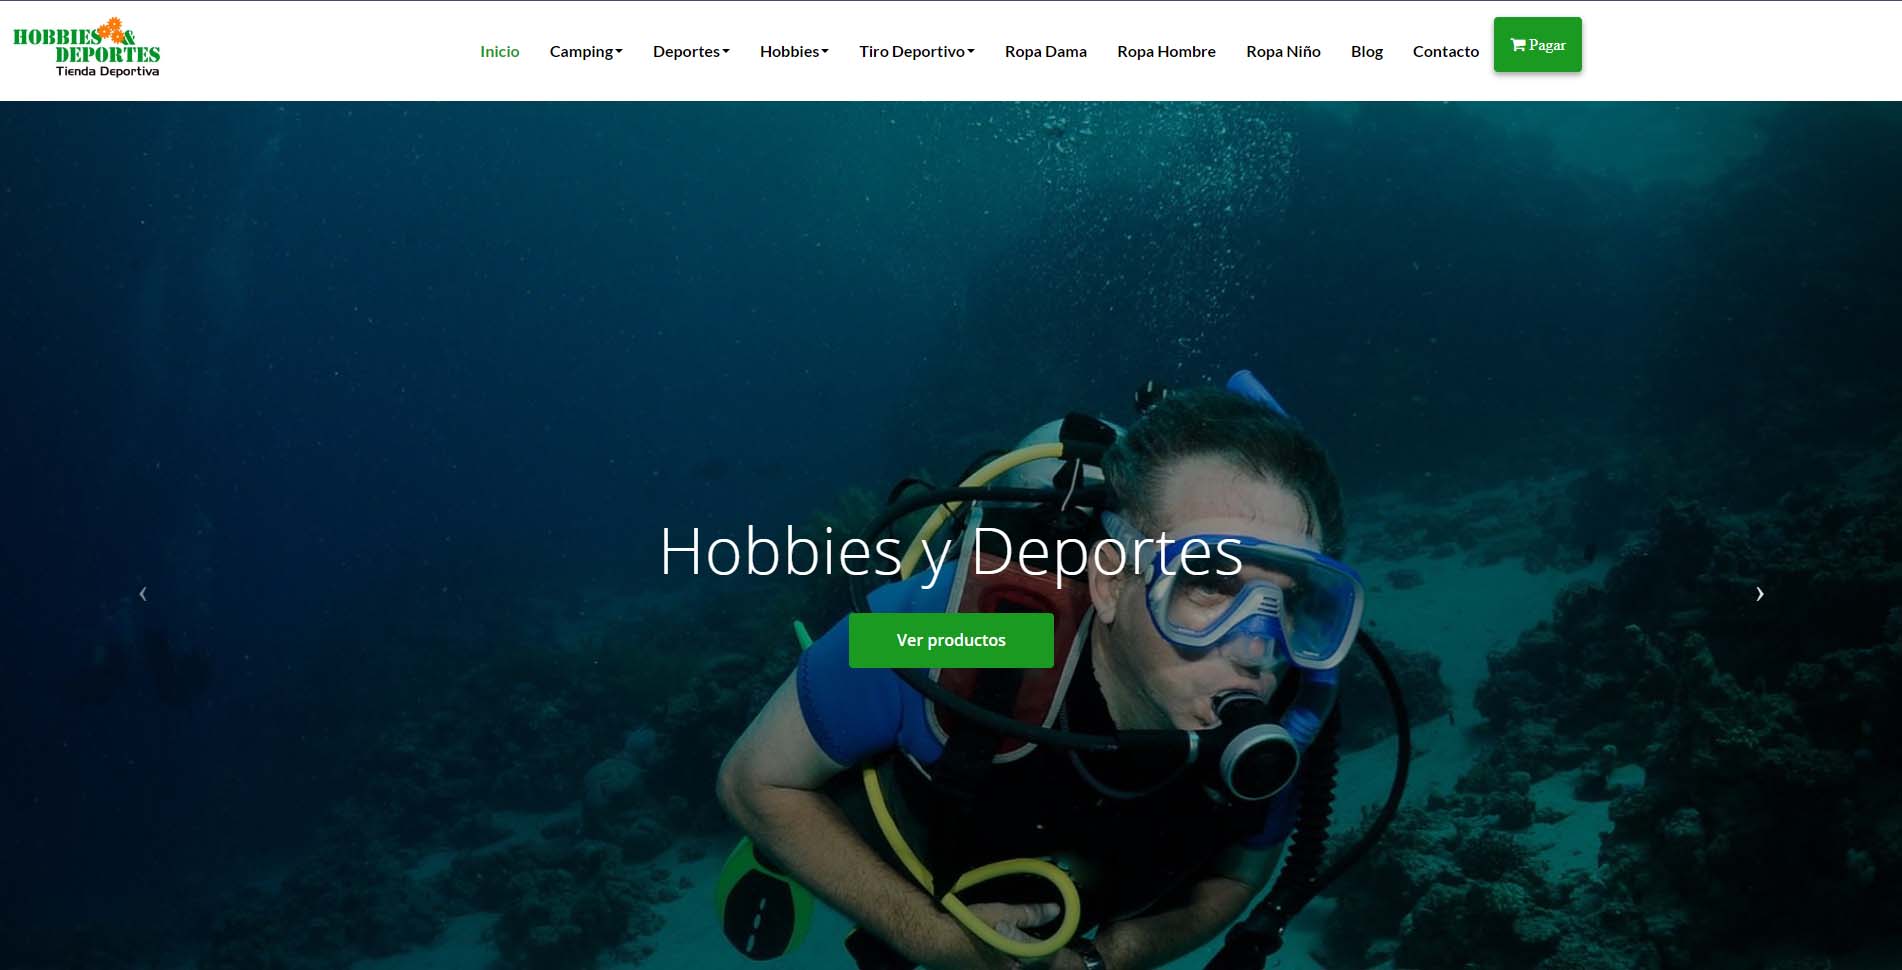 HOBBIES &
DEPORTES
Tienda Deportiva
Inicio Camping Deportes Hobbies Tiro Deportivo Ropa Dama Ropa Hombre Ropa Niño Blog Contacto Pagar
Hobbies y Deportes
Ver productos